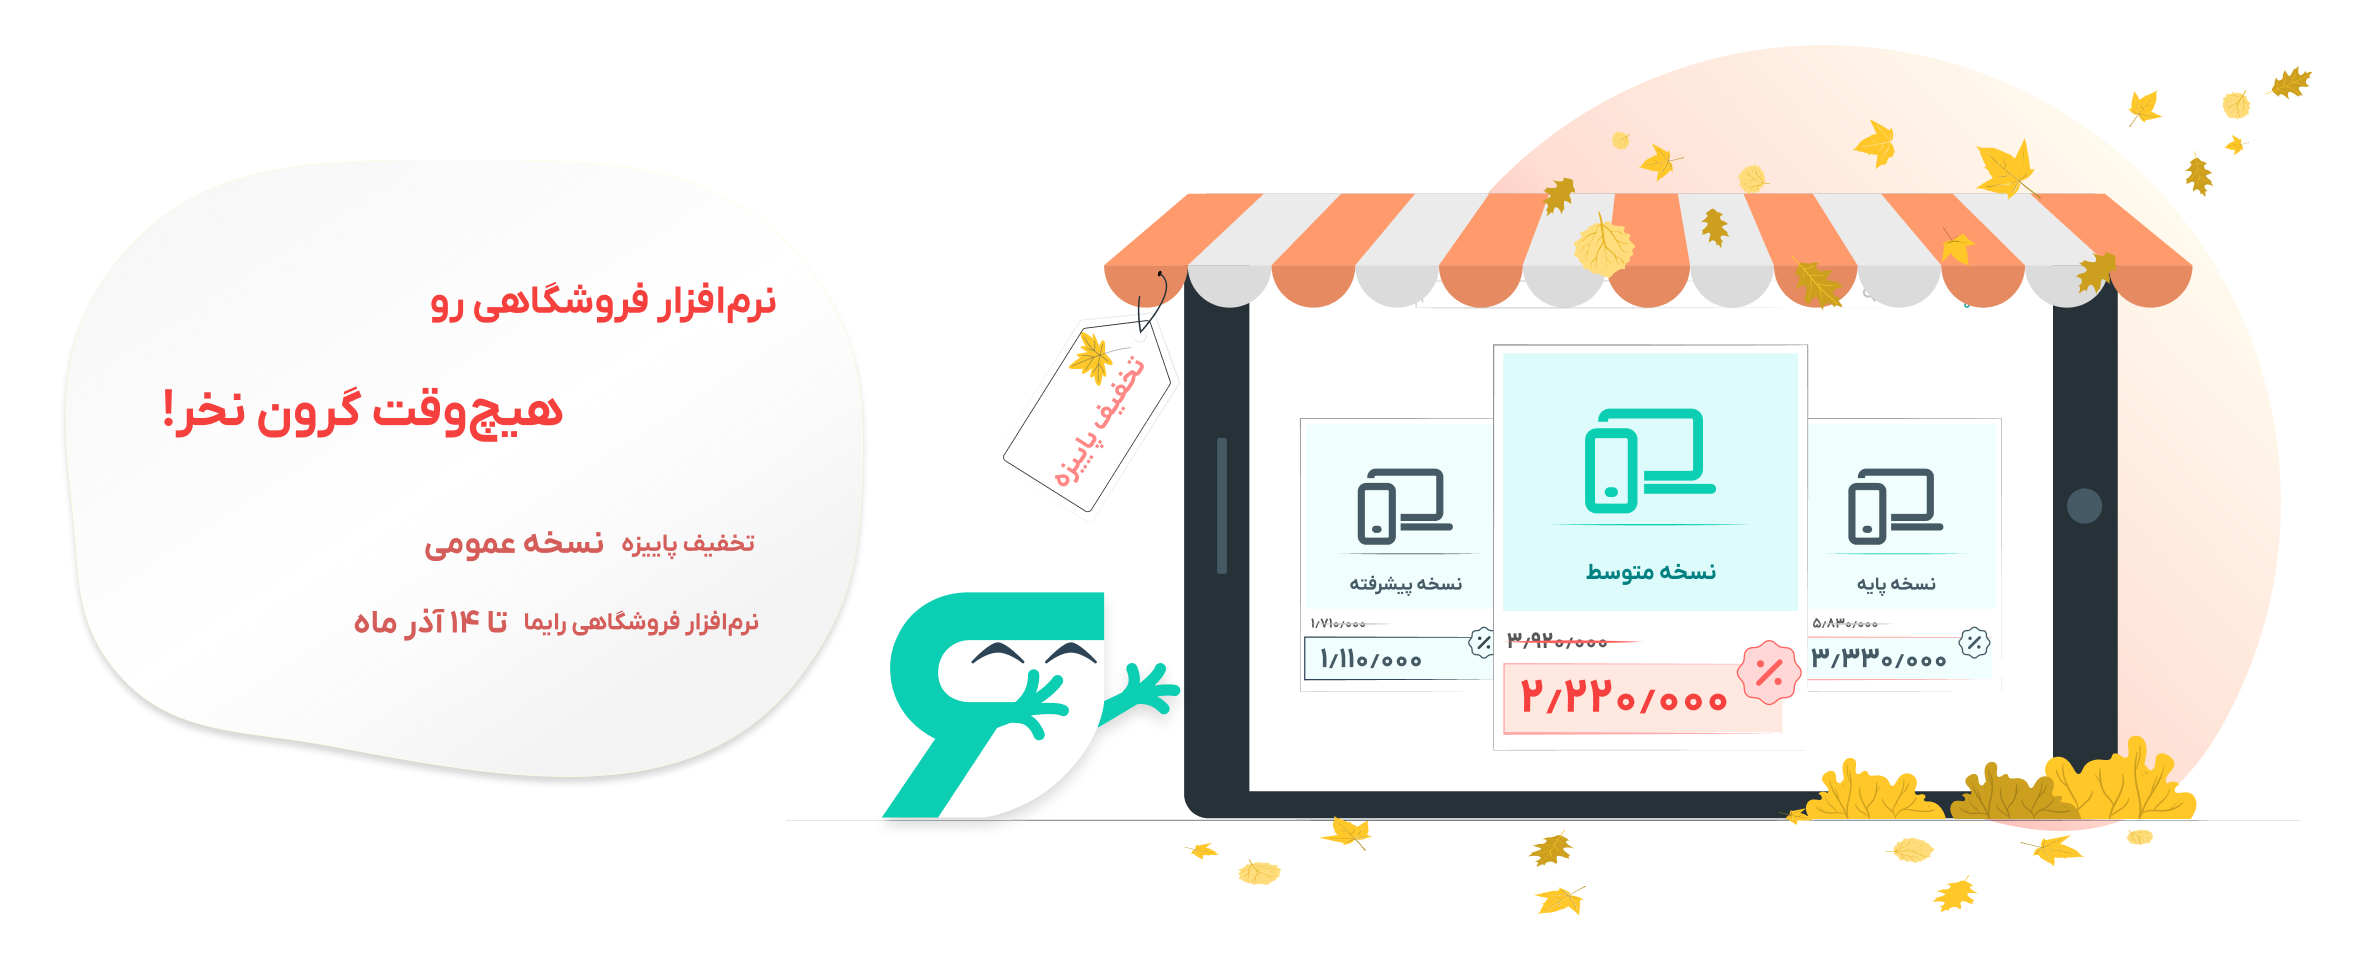 نرم‌افزار فروشگاهی رو
هیچ‌وقت گرون نخر!
تخفیف پاییزه نسخه عمومی
نرم‌افزار فروشگاهی رایما تا ۱۴ آذر ماه
تخفیف پاییزه
نسخه پایه
۵٫۸۳۰٫۰۰۰
۳٫۳۳۰٫۰۰۰
نسخه متوسط
۳٫۹۲۰٫۰۰۰
۲٫۲۲۰٫۰۰۰
نسخه پیشرفته
۱٫۷۱۰٫۰۰۰
۱٫۱۱۰٫۰۰۰